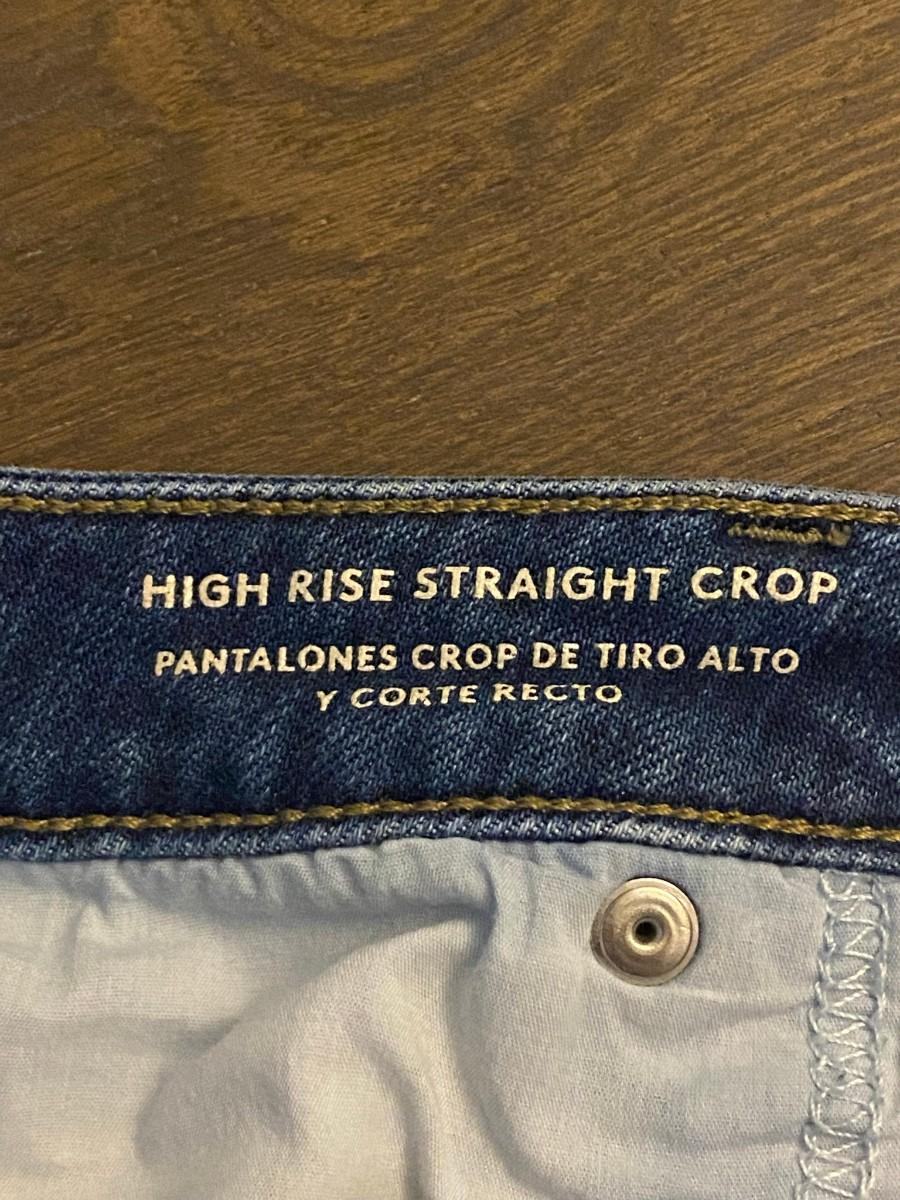 HIGH RISE STRAIGHT CROP
PANTALONES CROP DE TIRO ALTO
Y CORTE RECTO